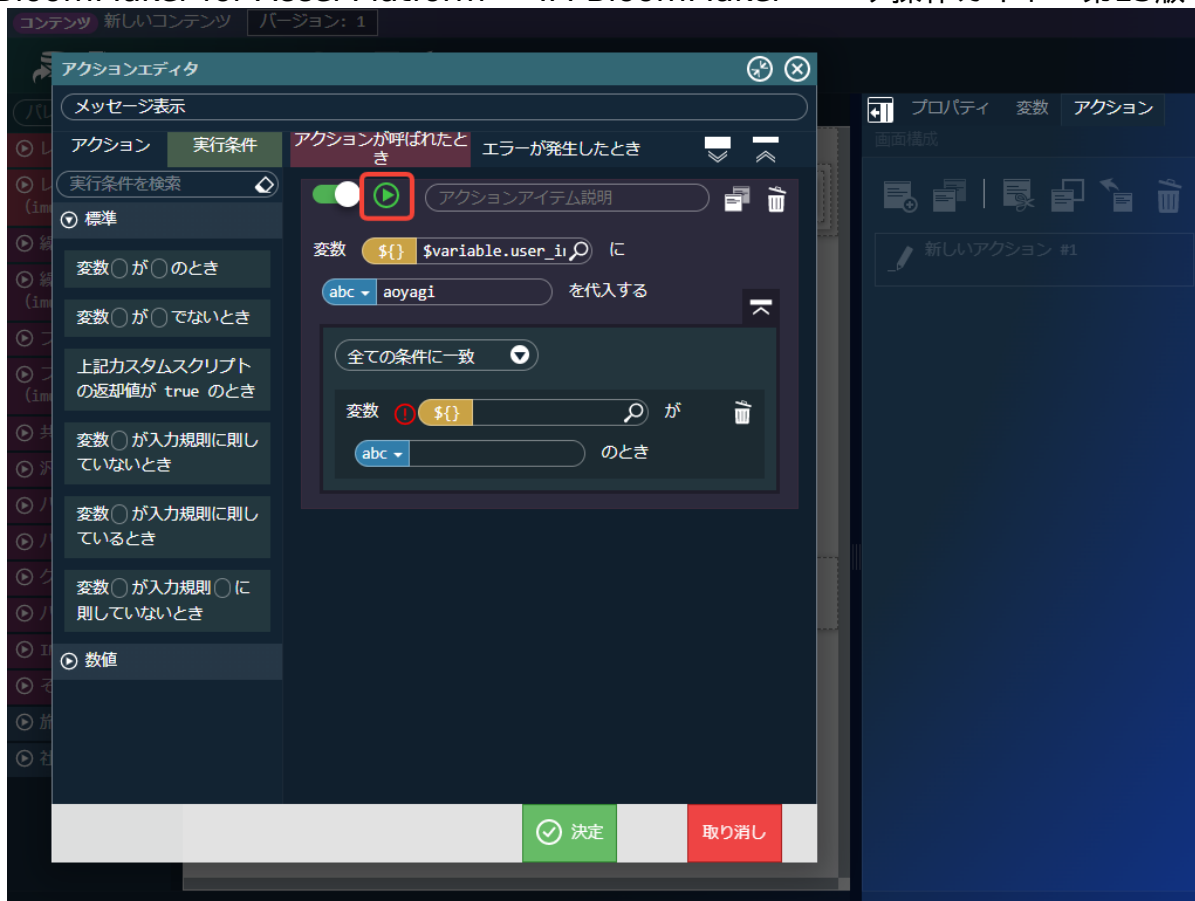 コンテンツ 新しいコンテンツ バージョン: 1
アクションエディタ
メッセージ表示
プロパティ 変数 アクション
画面構成
アクション 実行条件
アクションが呼ばれたとき
エラーが発生したとき
実行条件を検索
アクションアイテム説明
標準
新しいアクション #1
変数 ${} $variable.user_i に
変数 が のとき
abc aoyagi を代入する
変数 が でないとき
全ての条件に一致
上記カスタムスクリプト
の返却値が true のとき
変数 ! ${} が
変数 が入力規則に則し
ていないとき
abc のとき
変数 が入力規則に則し
ているとき
変数 が入力規則 に
則していないとき
数値
決定
取り消し